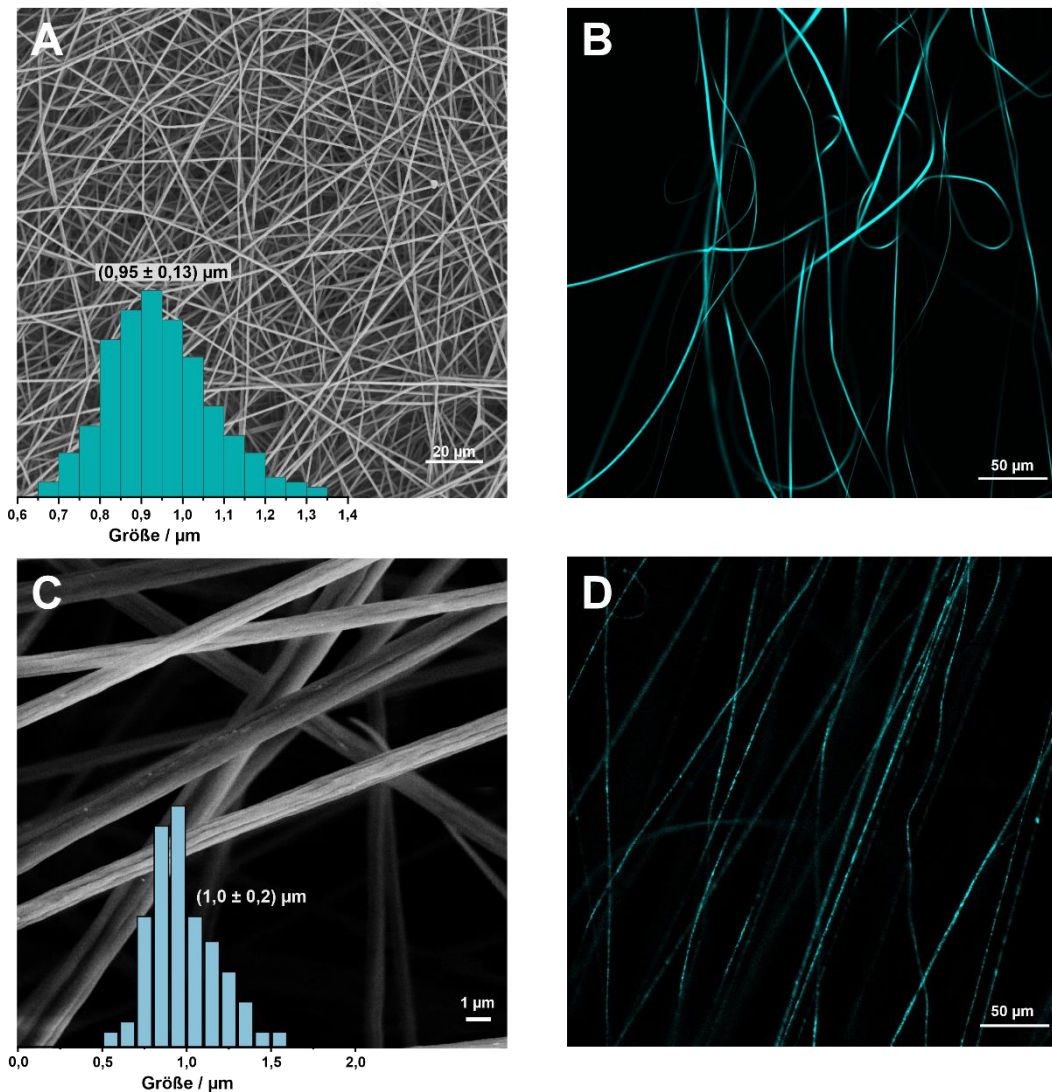 A
(0,95 ± 0,13) µm
20 µm
0,6 0,7 0,8 0,9 1,0 1,1 1,2 1,3 1,4
Größe / µm
B
50 µm
C
(1,0 ± 0,2) µm
1 µm
0,0 0,5 1,0 1,5 2,0
Größe / µm
D
50 µm